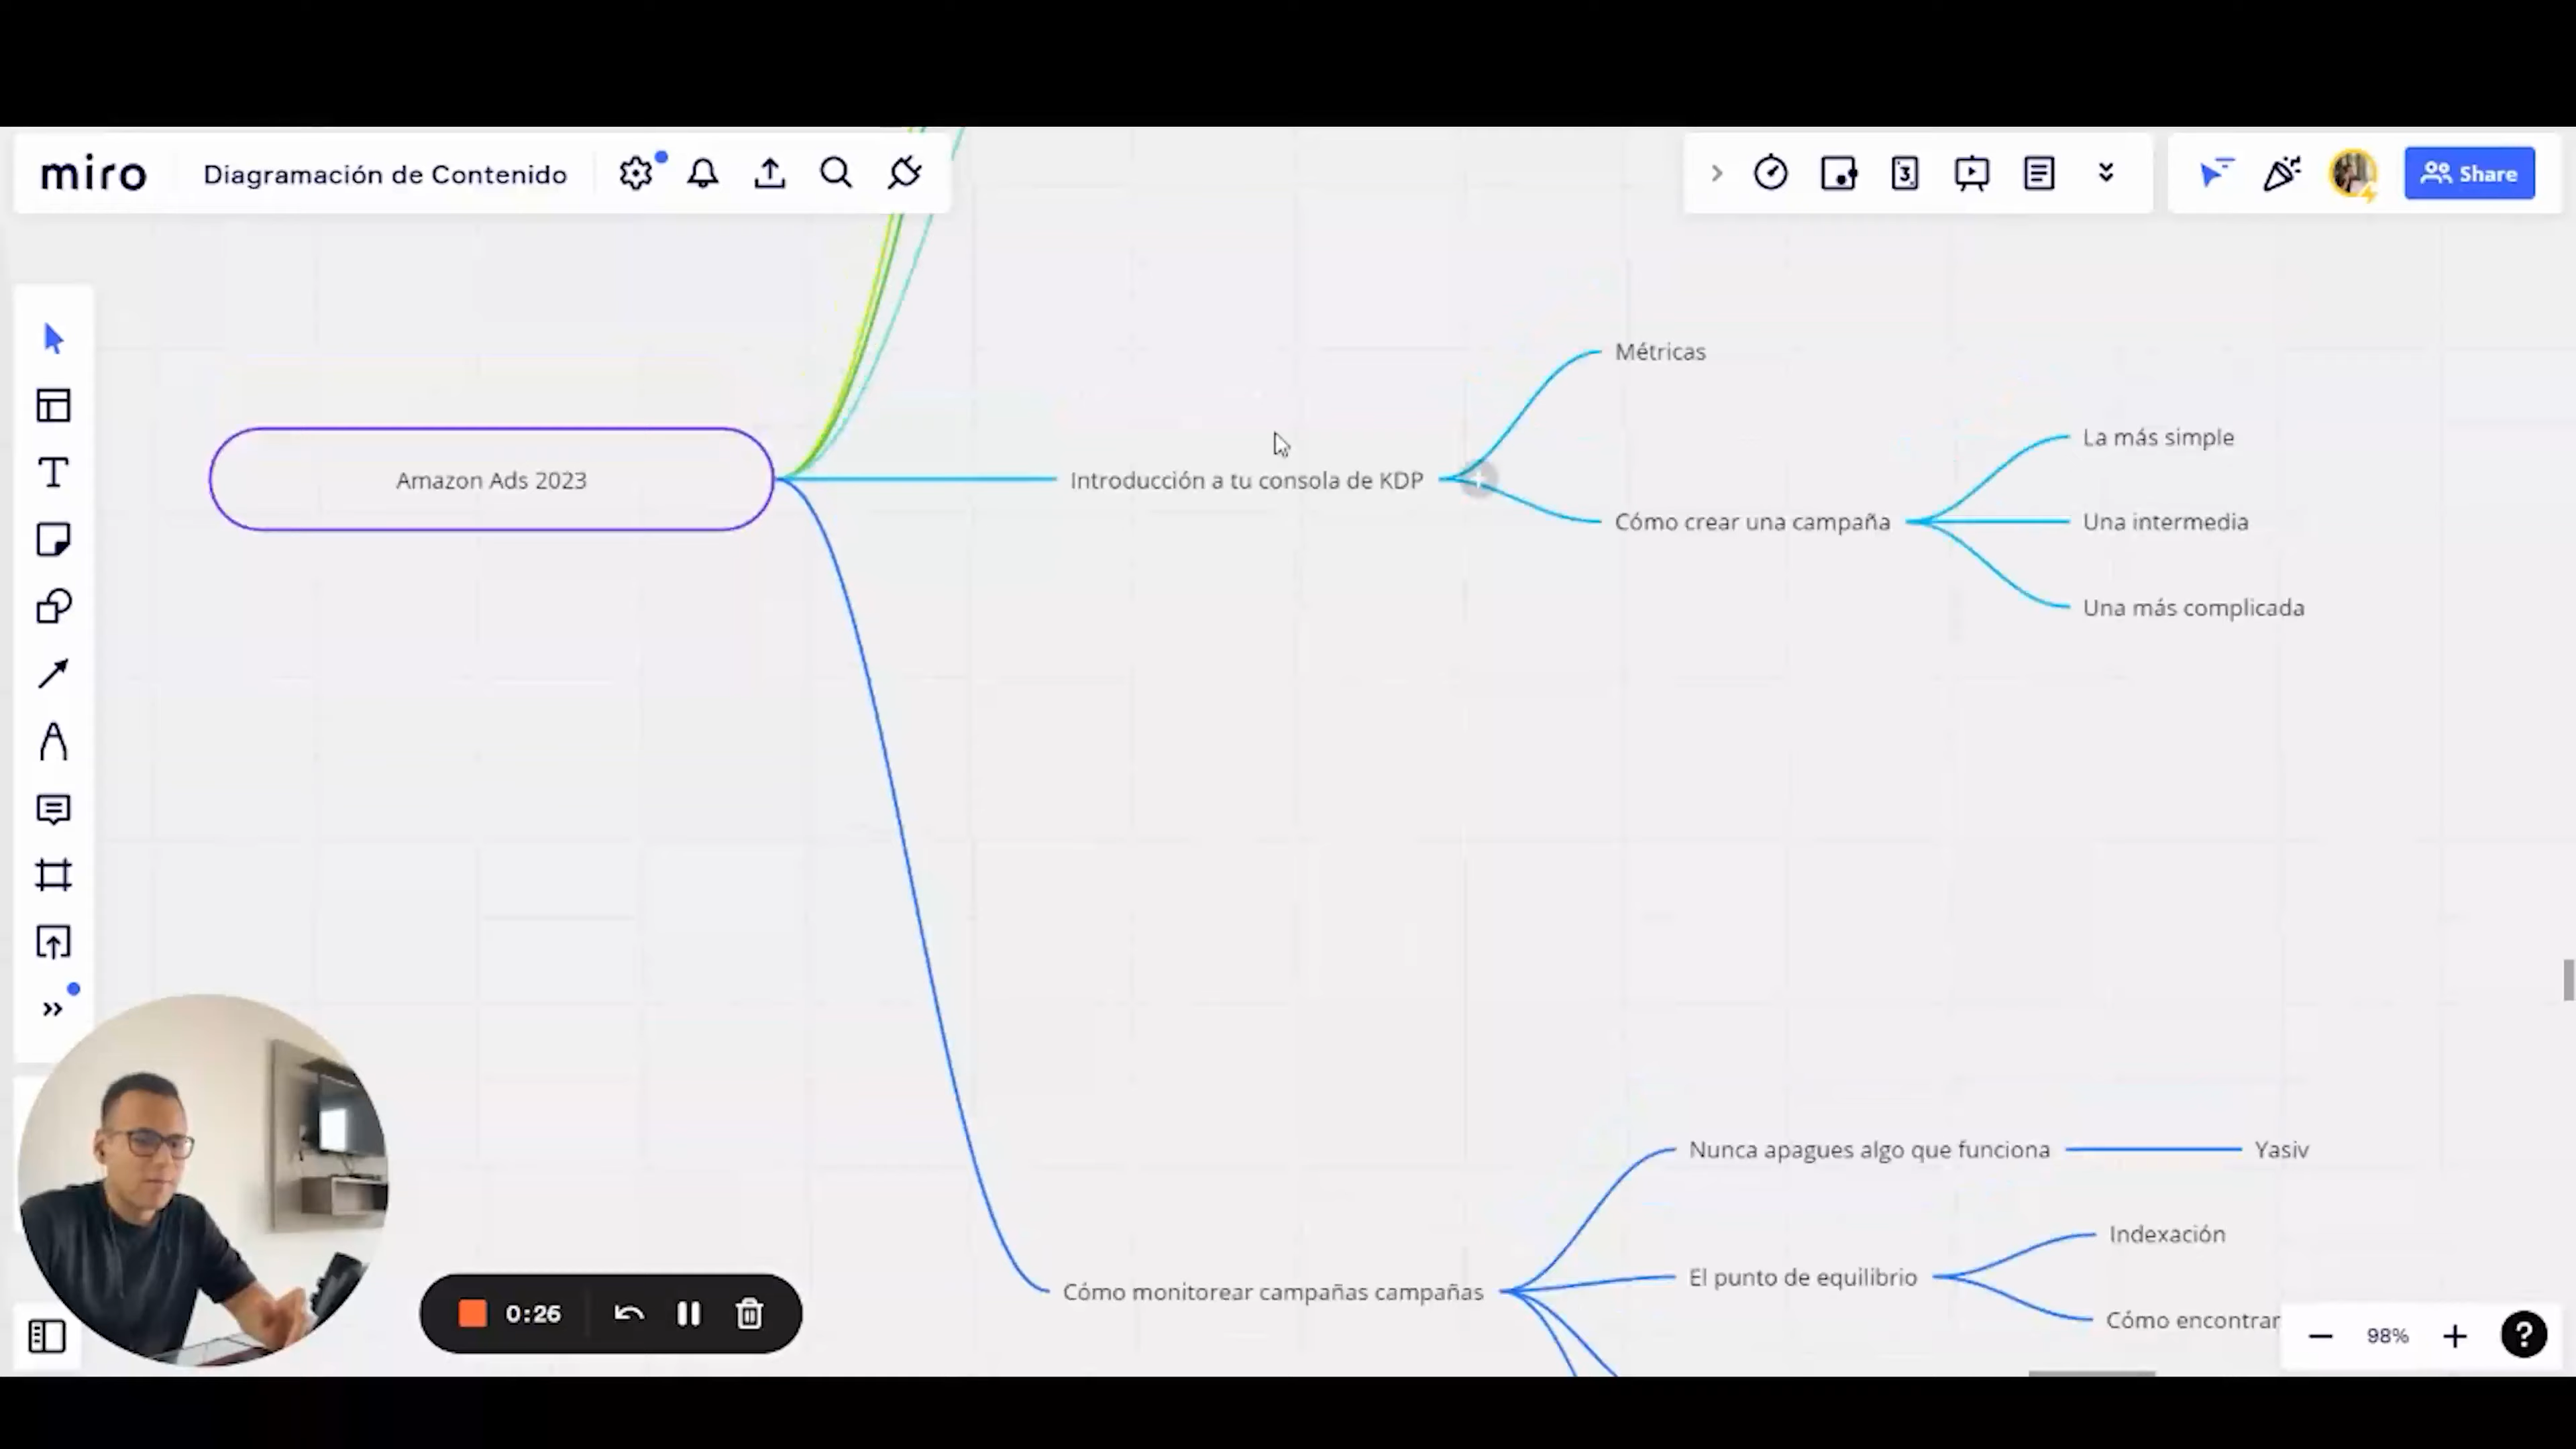 miro
Diagramación de Contenido
3
Share
Métricas
La más simple
Amazon Ads 2023
Introducción a tu consola de KDP
Cómo crear una campaña
Una intermedia
Una más complicada
Nunca apagues algo que funciona
Yasiv
Indexación
El punto de equilibrio
Cómo monitorear campañas campañas
Cómo encontrar
0:26
98%
?